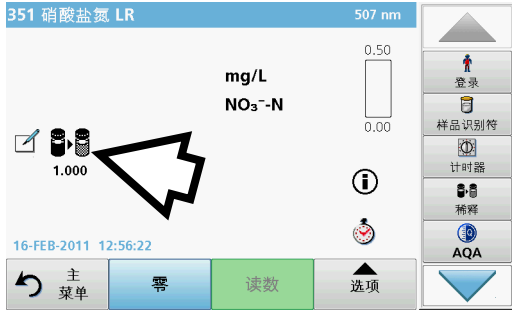 351 硝酸盐氮 LR
507 nm
0.50
mg/L
NO₃⁻-N
0.00
1.000
16-FEB-2011 12:56:22
主
菜单
零
读数
选项
登录
样品识别符
计时器
稀释
AQA